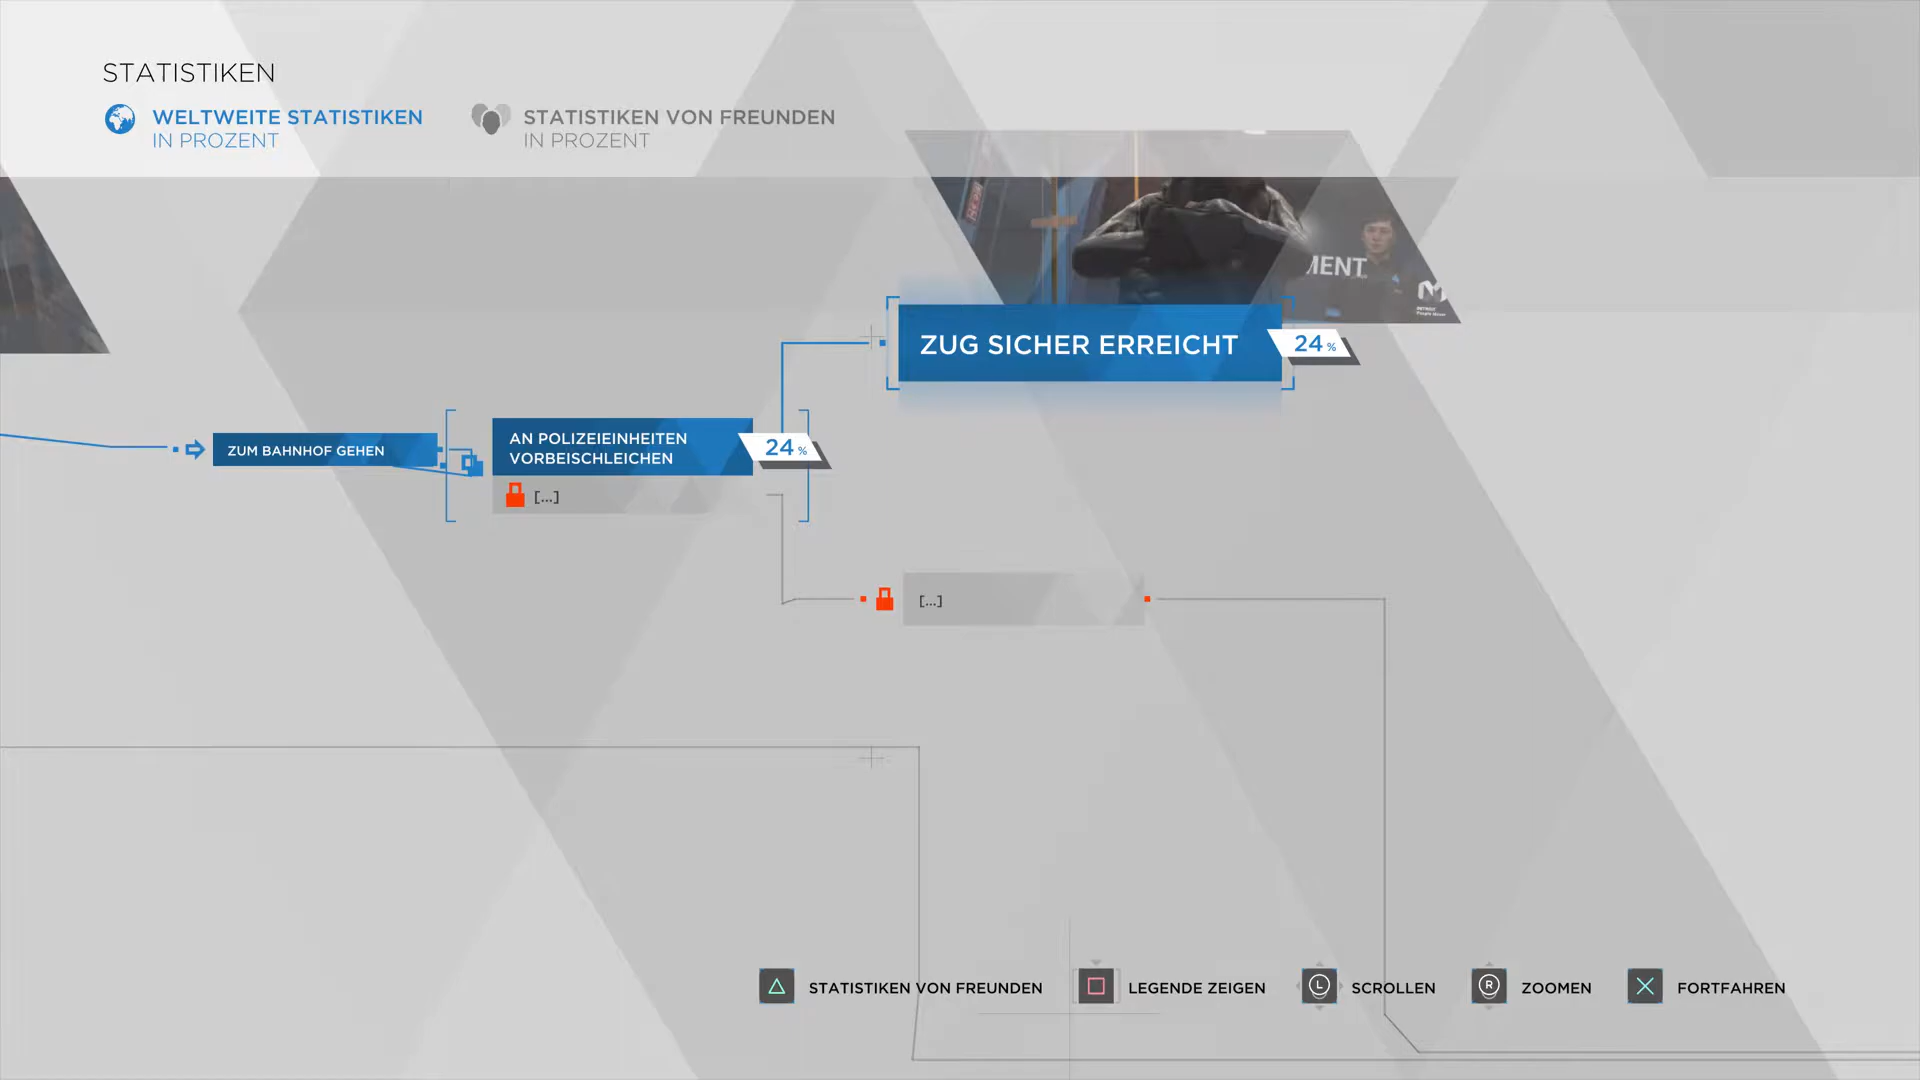 STATISTIKEN
WELTWEITE STATISTIKEN
IN PROZENT
STATISTIKEN VON FREUNDEN
IN PROZENT
MENT
ZUG SICHER ERREICHT
24 %
ZUM BAHNHOF GEHEN
AN POLIZEIEINHEITEN
VORBEISCHLEICHEN
24 %
[...]
[...]
STATISTIKEN VON FREUNDEN
LEGENDE ZEIGEN
L
SCROLLEN
R
ZOOMEN
FORTFAHREN